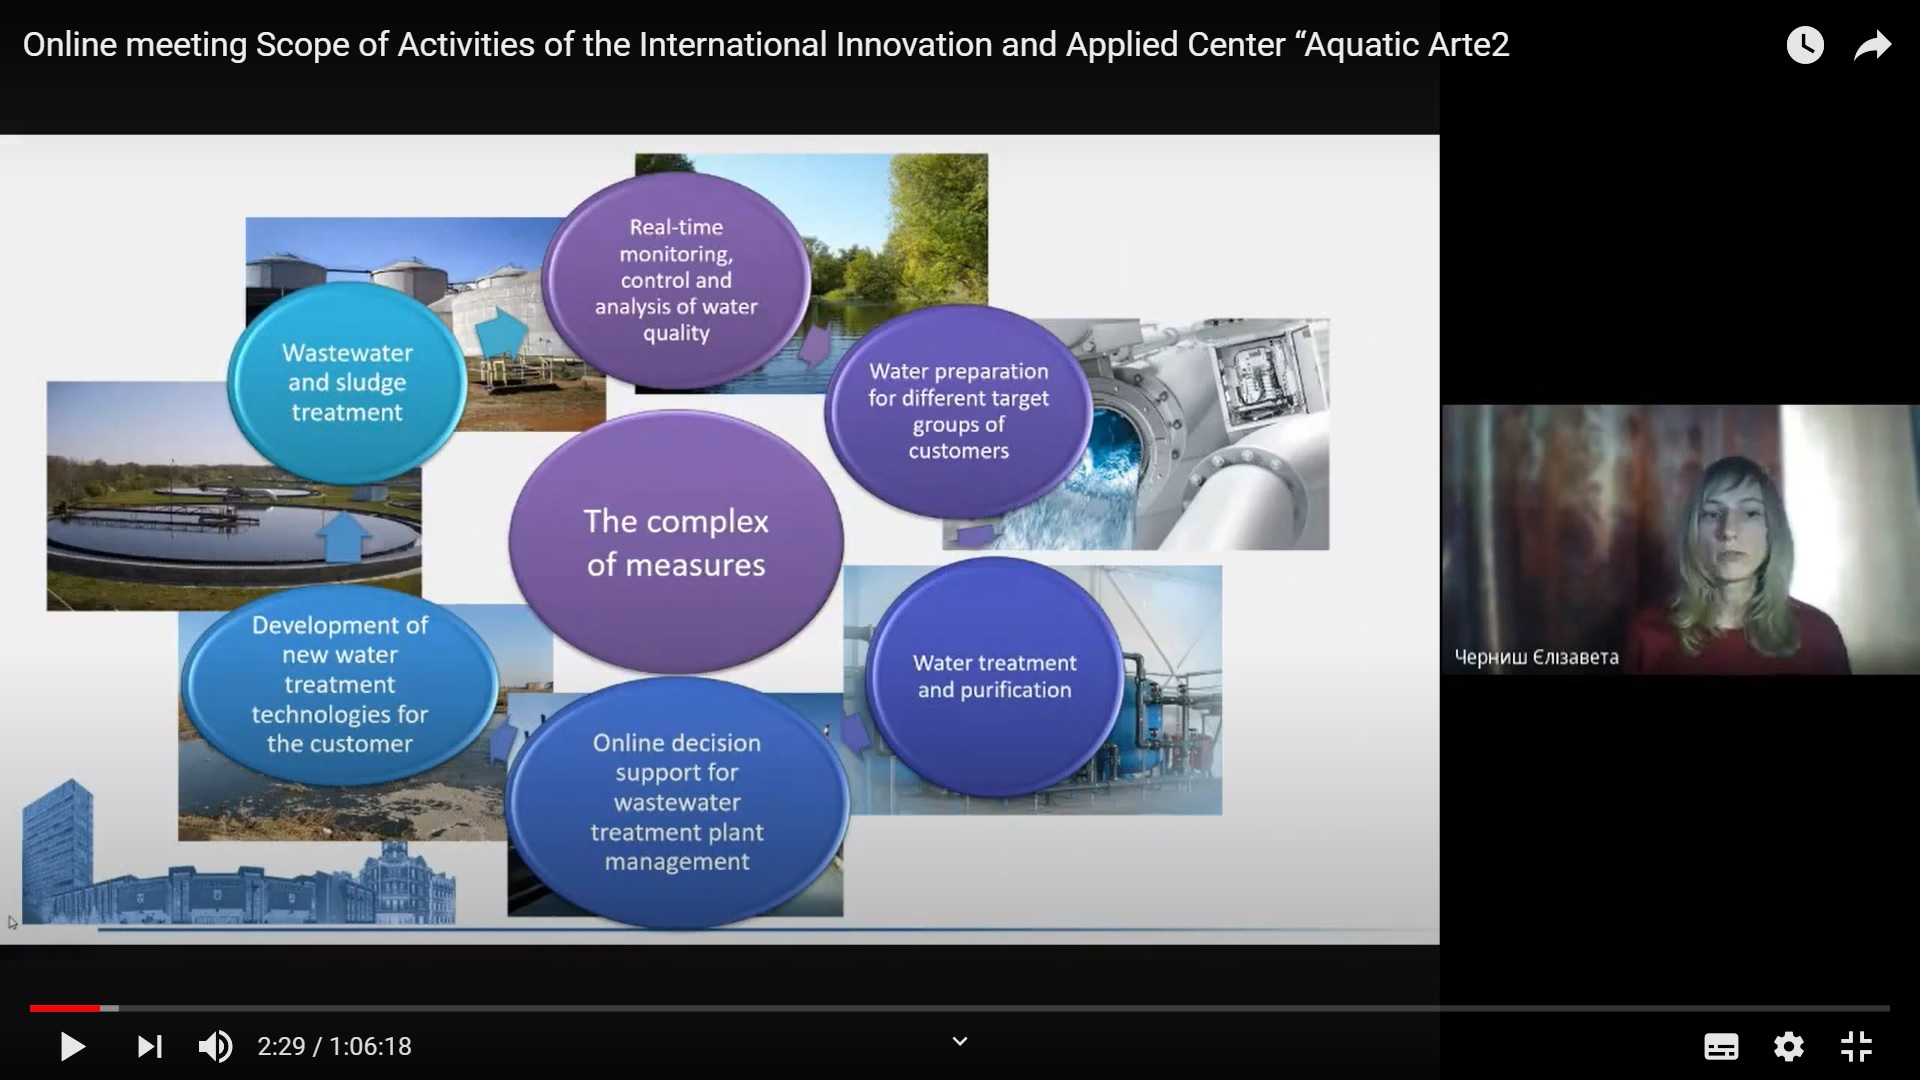 Online meeting Scope of Activities of the International Innovation and Applied Center “Aquatic Arte2
Real-time
monitoring,
control and
analysis of water
quality
Wastewater
and sludge
treatment
Water preparation
for different target
groups of
customers
The complex
of measures
Development of
new water
treatment
technologies for
the customer
Water treatment
and purification
Online decision
support for
wastewater
treatment plant
management
Черниш Єлізавета
2:29 / 1:06:18